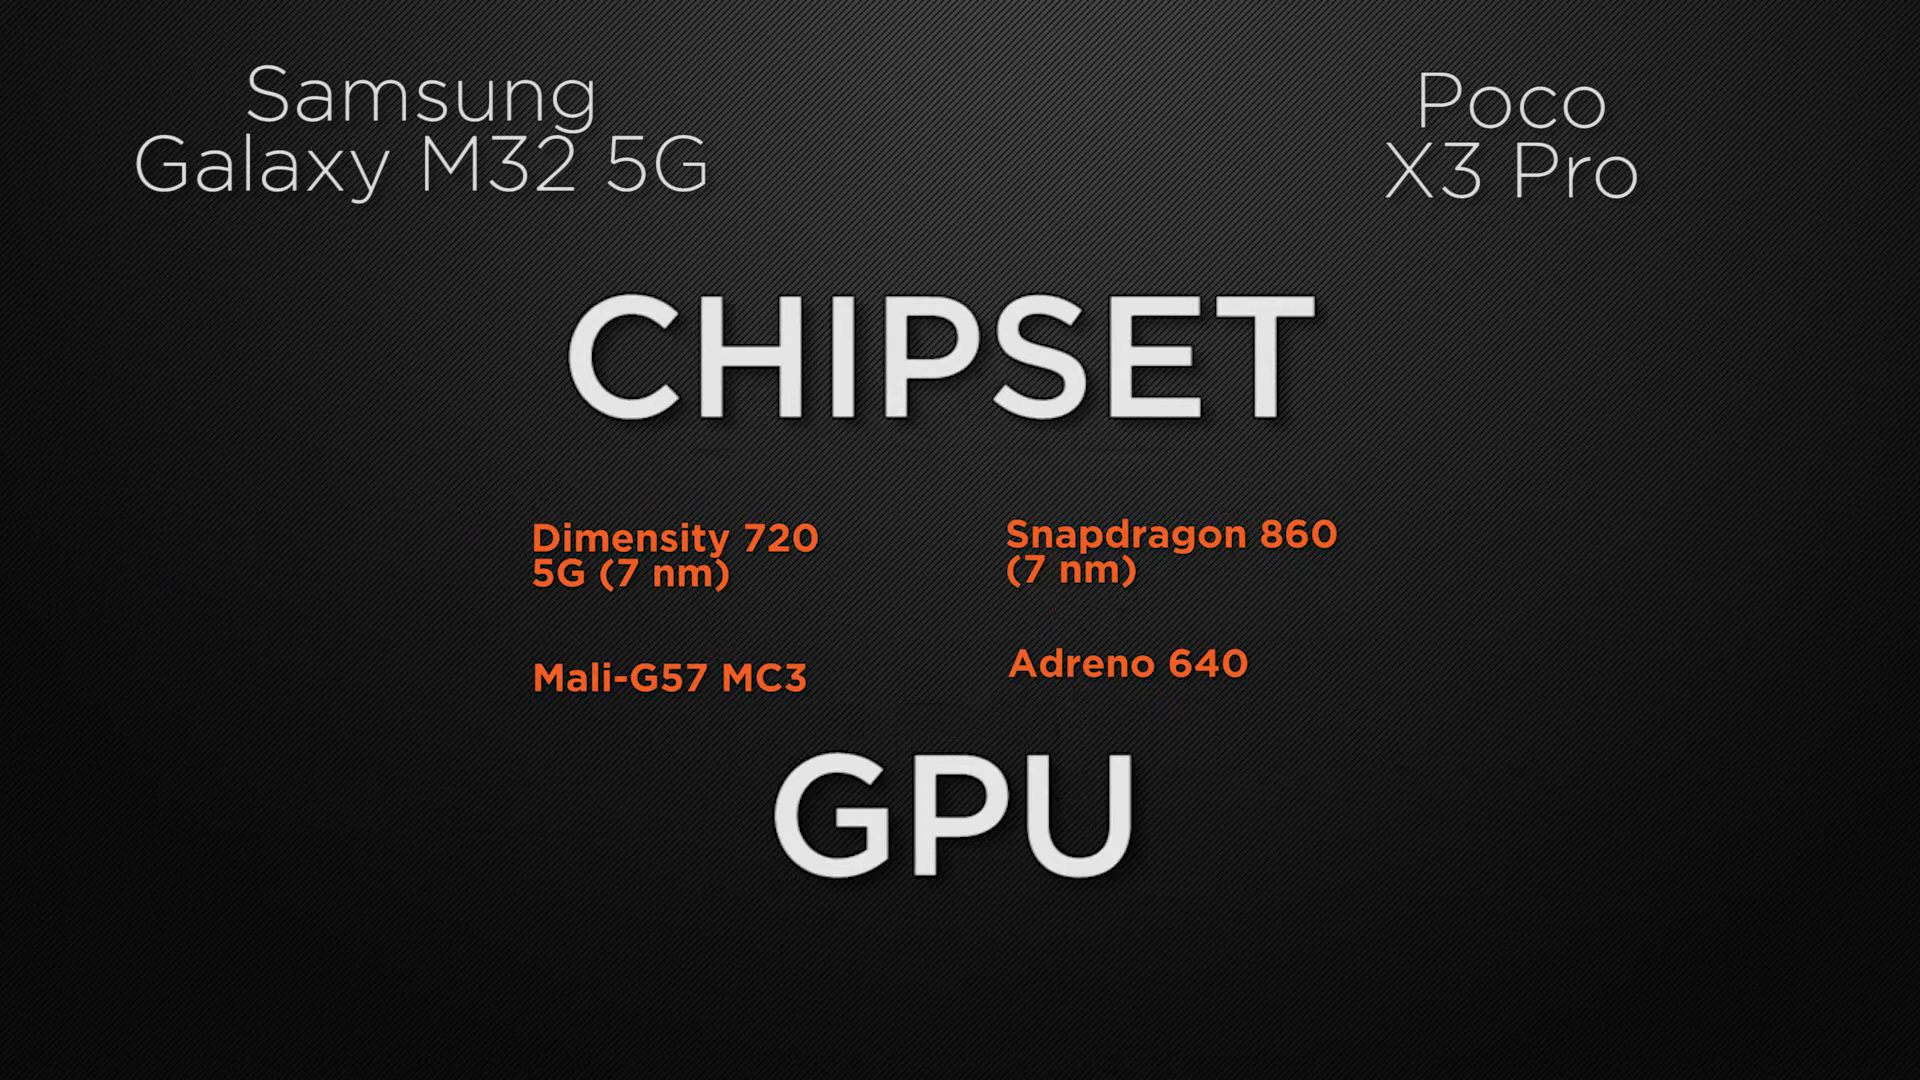 Samsung
Galaxy M32 5G
Poco
X3 Pro
CHIPSET
Dimensity 720
5G (7 nm)
Snapdragon 860
(7 nm)
Mali-G57 MC3
Adreno 640
GPU